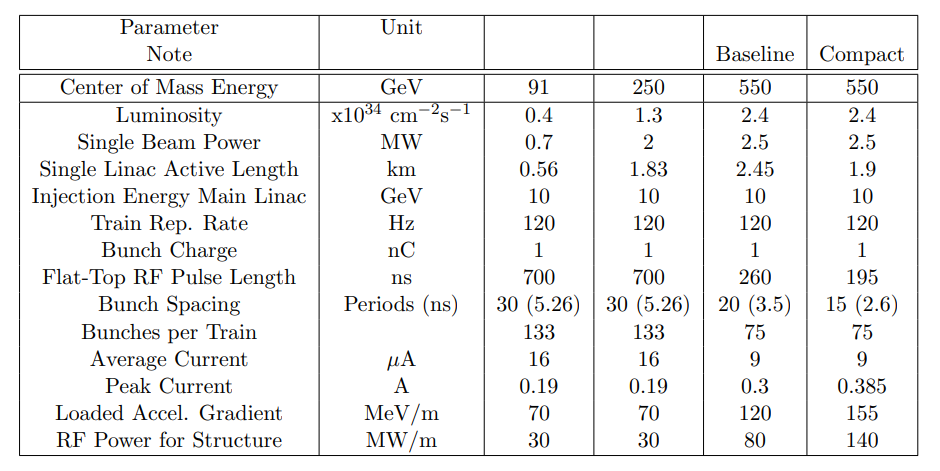 Parameter Unit
Note Baseline Compact
Center of Mass Energy GeV 91 250 550 550
Luminosity x10³⁴ cm⁻²s⁻¹ 0.4 1.3 2.4 2.4
Single Beam Power MW 0.7 2 2.5 2.5
Single Linac Active Length km 0.56 1.83 2.45 1.9
Injection Energy Main Linac GeV 10 10 10 10
Train Rep. Rate Hz 120 120 120 120
Bunch Charge nC 1 1 1 1
Flat-Top RF Pulse Length ns 700 700 260 195
Bunch Spacing Periods (ns) 30 (5.26) 30 (5.26) 20 (3.5) 15 (2.6)
Bunches per Train 133 133 75 75
Average Current μA 16 16 9 9
Peak Current A 0.19 0.19 0.3 0.385
Loaded Accel. Gradient MeV/m 70 70 120 155
RF Power for Structure MW/m 30 30 80 140